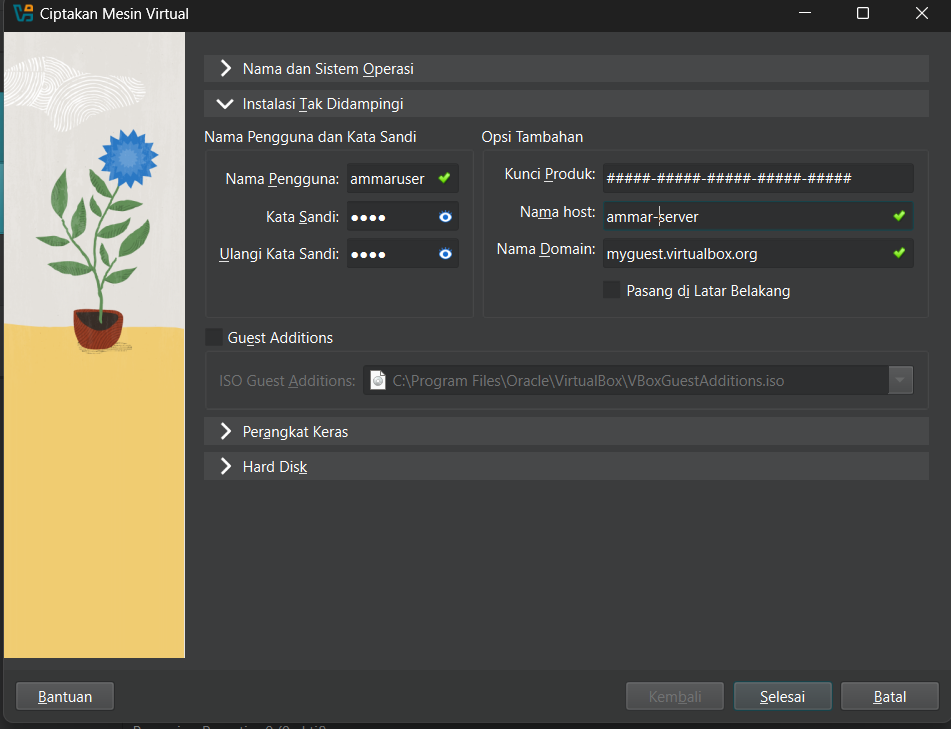 Ciptakan Mesin Virtual
Nama dan Sistem Operasi
Instalasi Tak Didampingi
Nama Pengguna dan Kata Sandi
Nama Pengguna: ammaruser
Kata Sandi: ●●●●
Ulangi Kata Sandi: ●●●●
Opsi Tambahan
Kunci Produk: #####-#####-#####-#####-#####
Nama host: ammar-server
Nama Domain: myguest.virtualbox.org
Pasang di Latar Belakang
Guest Additions
ISO Guest Additions: C:\Program Files\Oracle\VirtualBox\VBoxGuestAdditions.iso
Perangkat Keras
Hard Disk
Bantuan
Kembali
Selesai
Batal